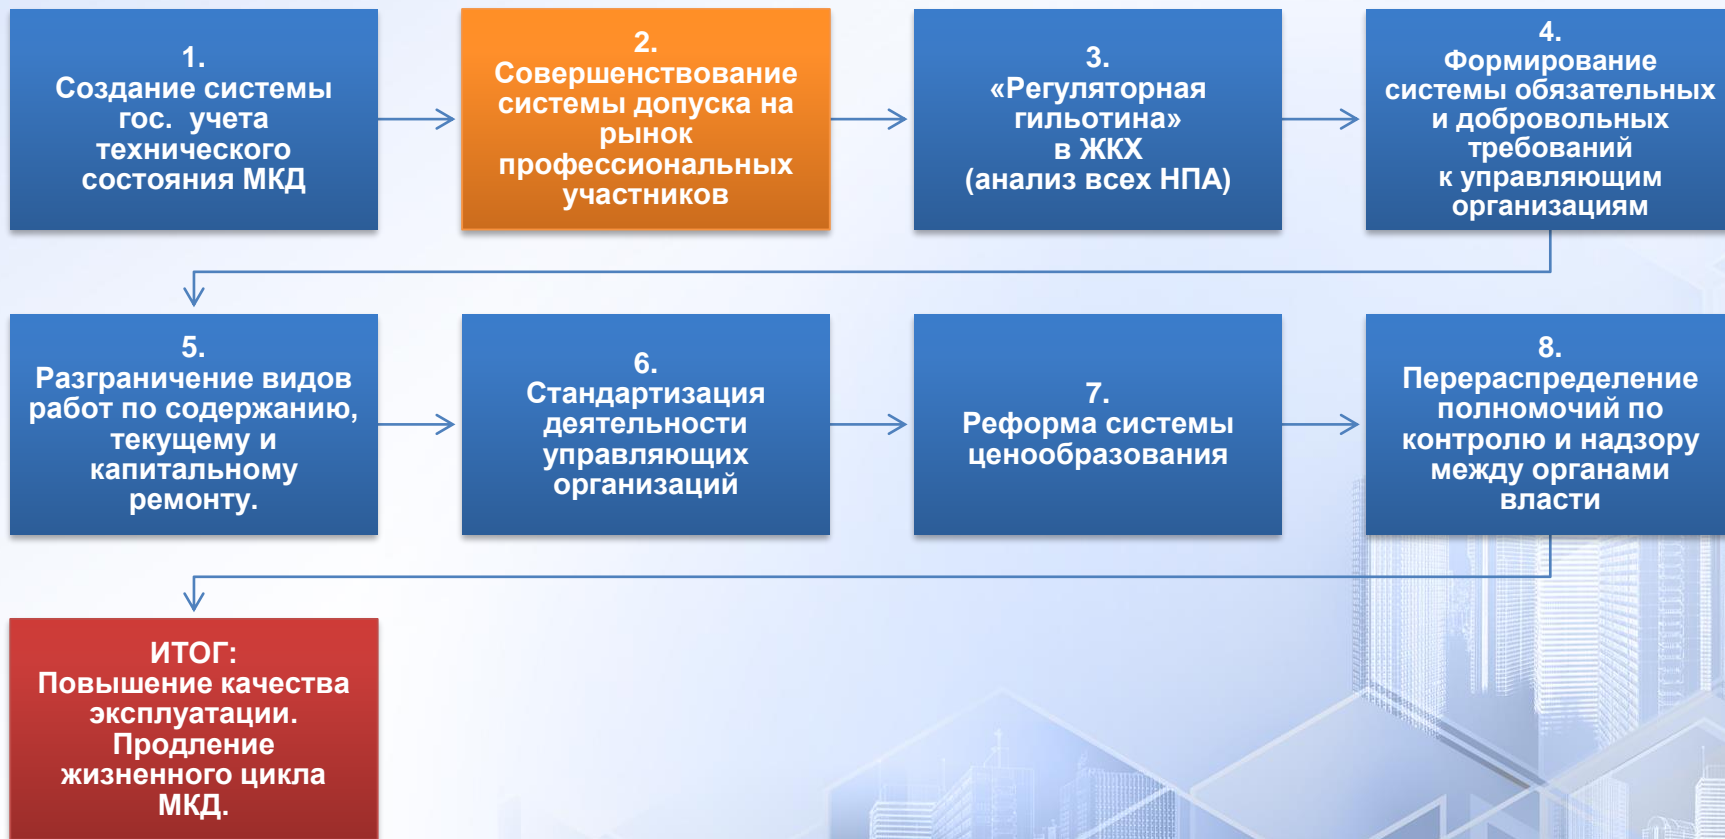 1.
Создание системы
гос. учета
технического
состояния МКД
2.
Совершенствование
системы допуска на
рынок
профессиональных
участников
3.
«Регуляторная
гильотина»
в ЖКХ
(анализ всех НПА)
4.
Формирование
системы обязательных
и добровольных
требований
к управляющим
организациям
5.
Разграничение видов
работ по содержанию,
текущему и
капитальному
ремонту.
6.
Стандартизация
деятельности
управляющих
организаций
7.
Реформа системы
ценообразования
8.
Перераспределение
полномочий по
контролю и надзору
между органами
власти
ИТОГ:
Повышение качества
эксплуатации.
Продление
жизненного цикла
МКД.